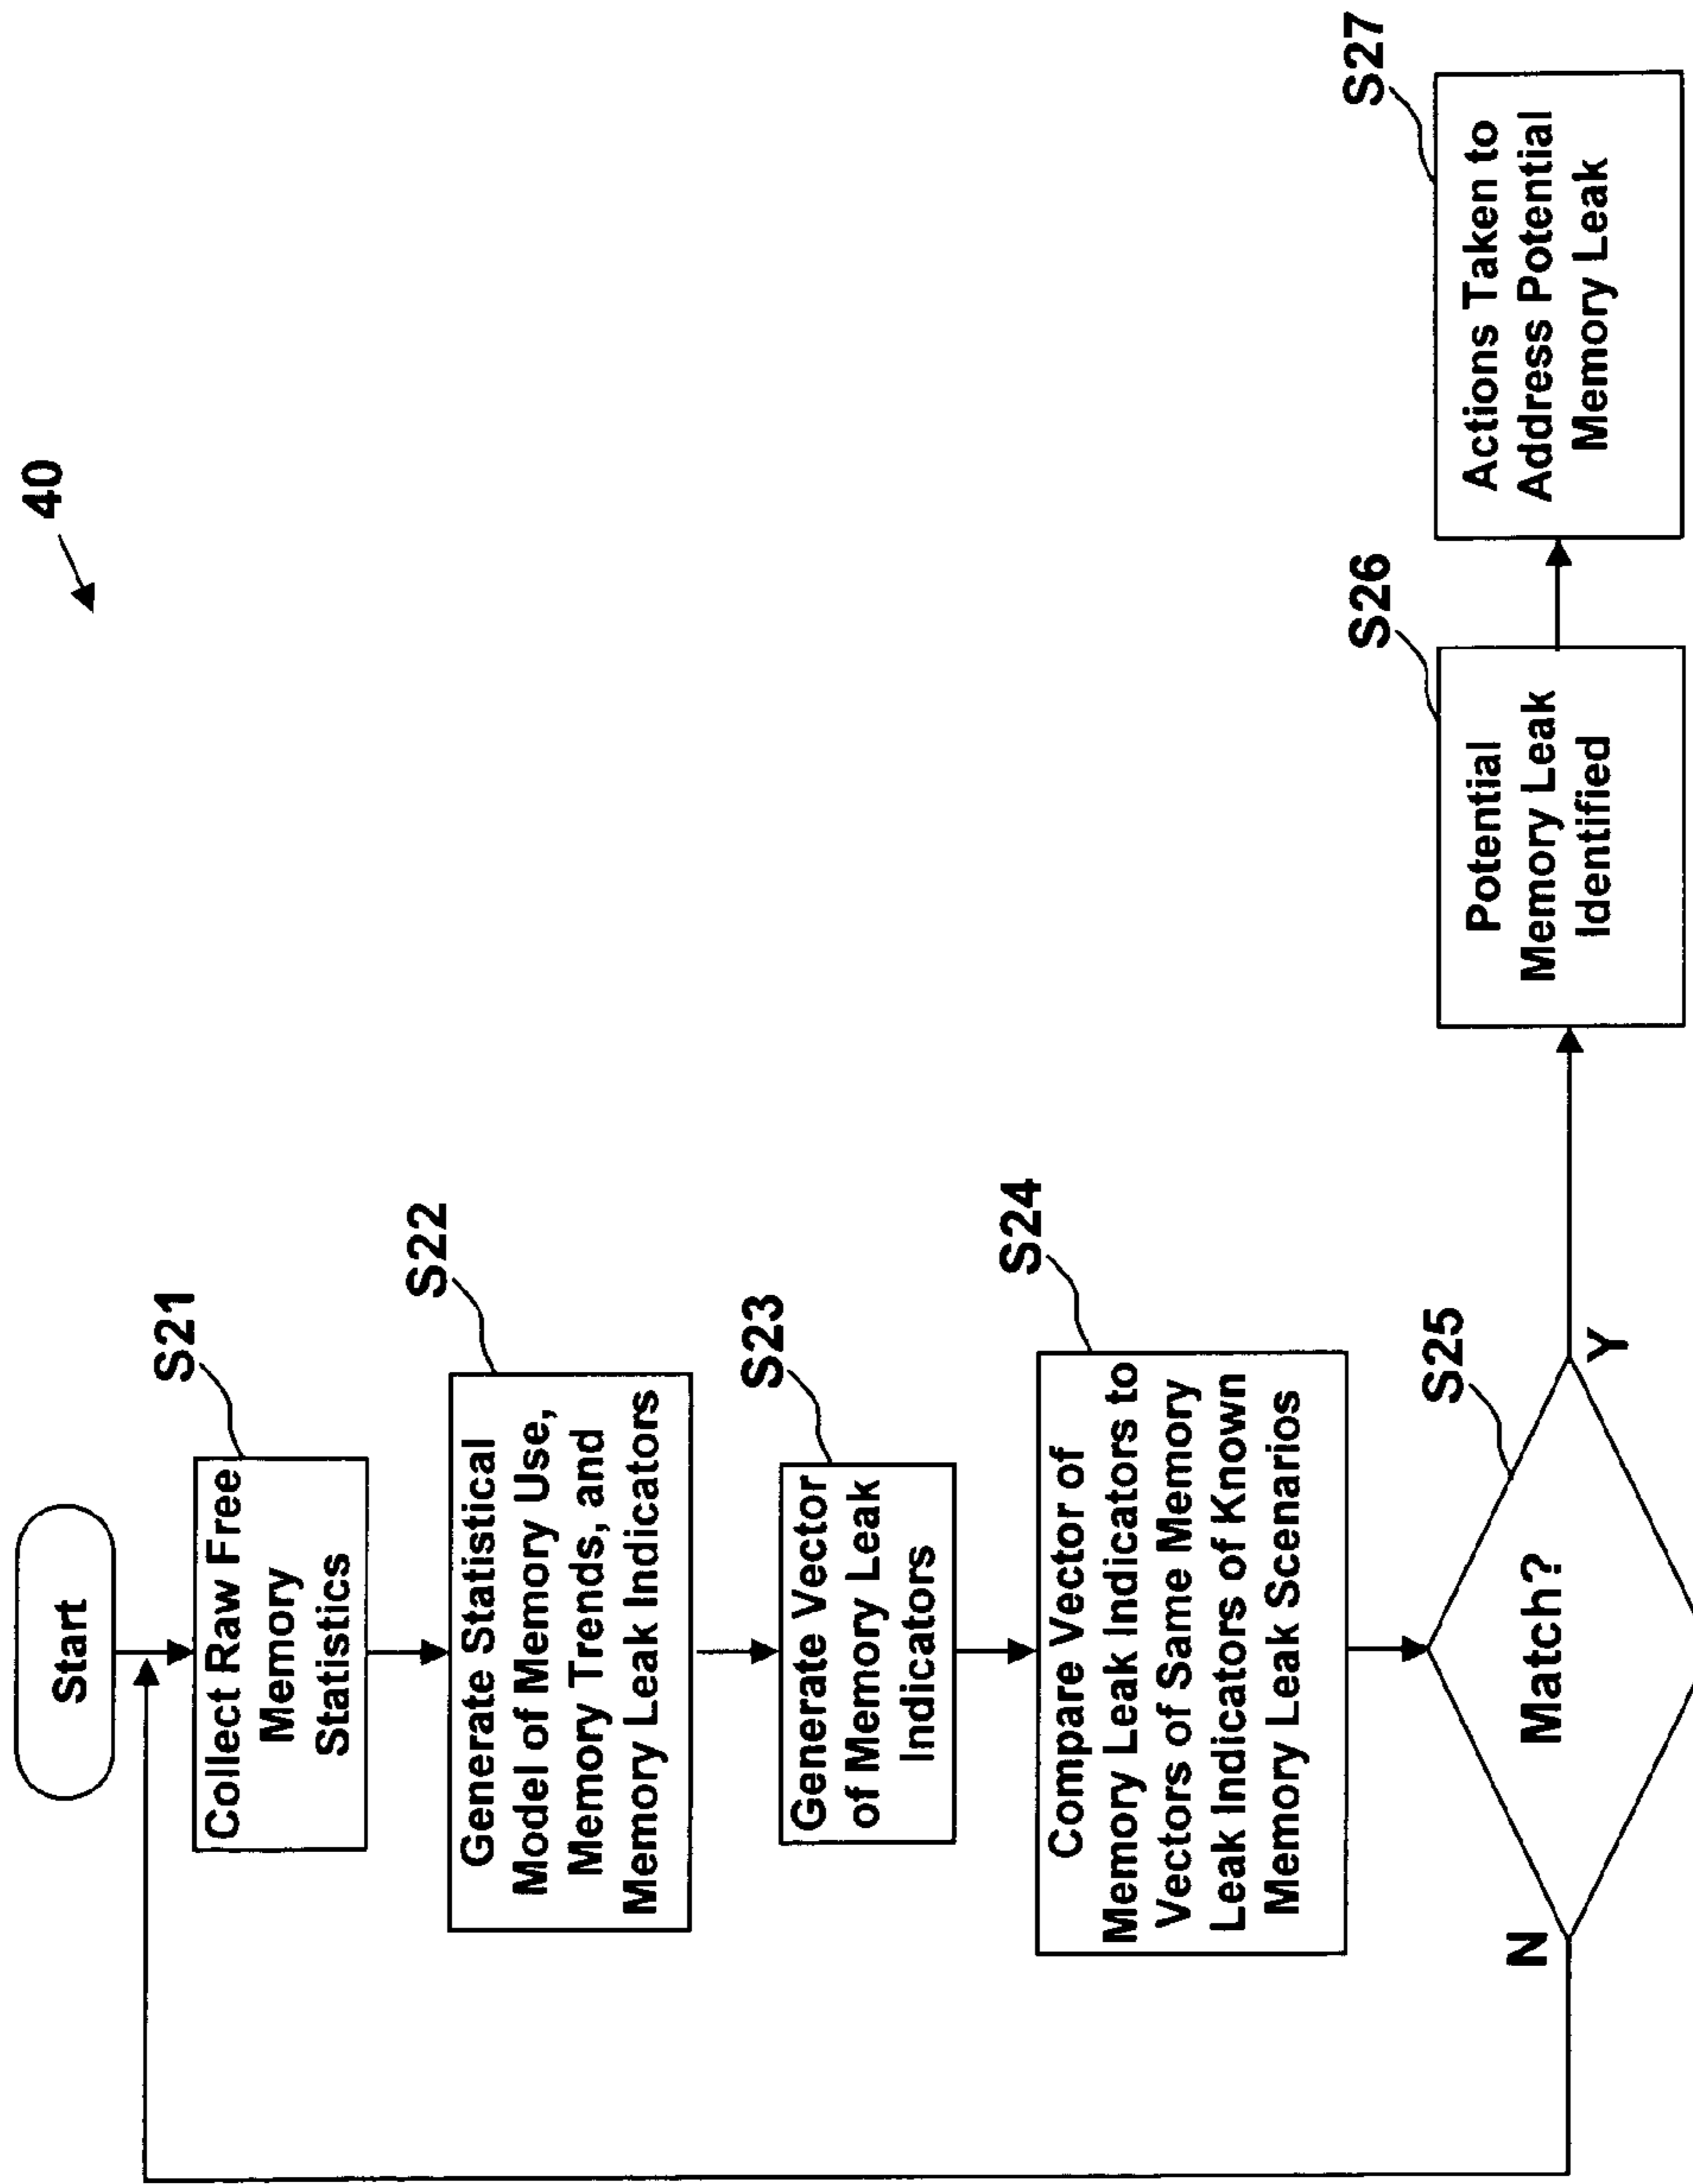 40
Start
S21
Collect Raw Free
Memory
Statistics
S22
Generate Statistical
Model of Memory Use,
Memory Trends, and
Memory Leak Indicators
S23
Generate Vector
of Memory Leak
Indicators
S24
Compare Vector of
Memory Leak Indicators to
Vectors of Same Memory
Leak Indicators of Known
Memory Leak Scenarios
S25
Match?
N
Y
S26
Potential
Memory Leak
Identified
S27
Actions Taken to
Address Potential
Memory Leak